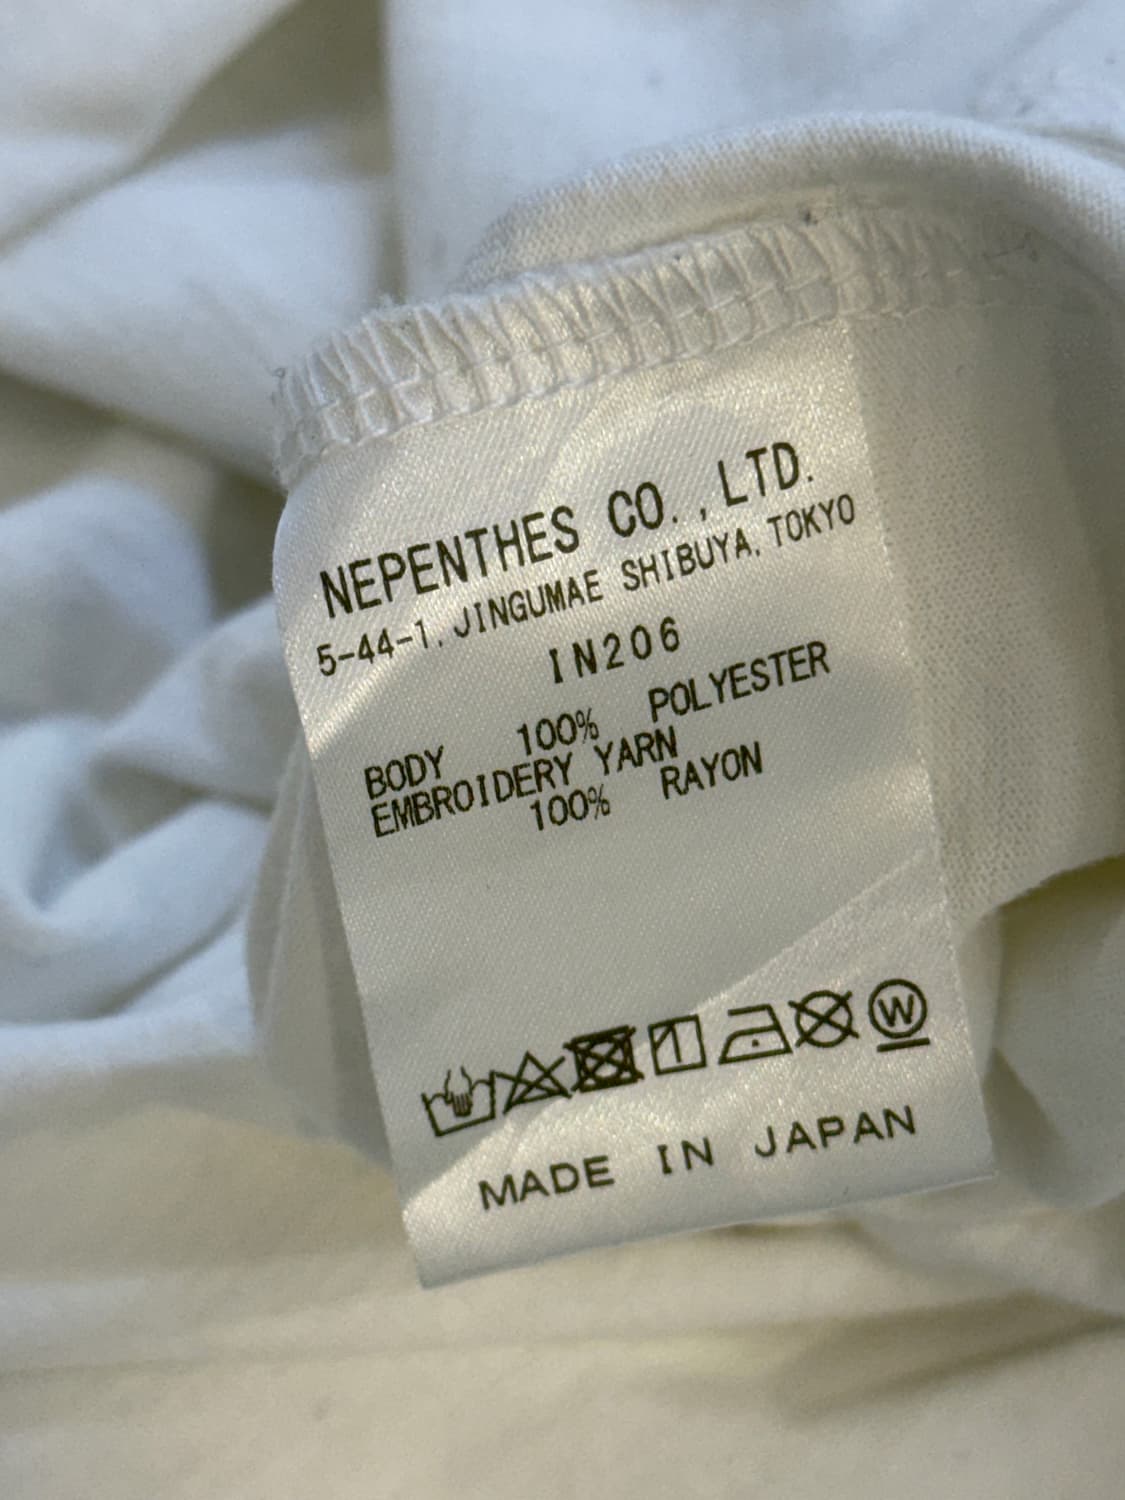 NEPENTHES CO.,LTD.
5-44-1, JINGUMAE SHIBUYA, TOKYO
IN206
BODY 100% POLYESTER
EMBROIDERY YARN
100% RAYON
W
MADE IN JAPAN